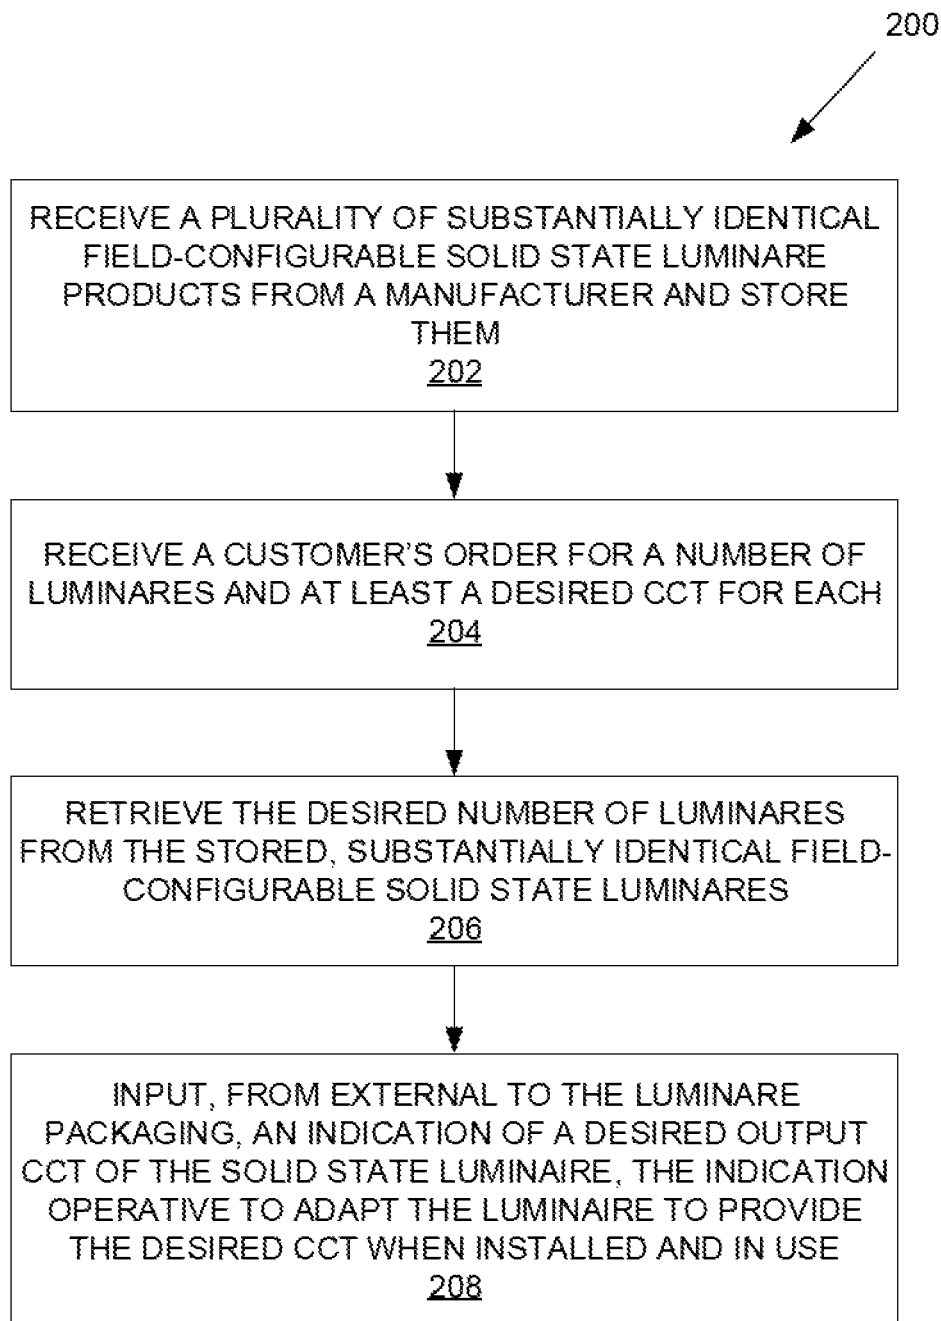 200
RECEIVE A PLURALITY OF SUBSTANTIALLY IDENTICAL
FIELD-CONFIGURABLE SOLID STATE LUMINARE
PRODUCTS FROM A MANUFACTURER AND STORE
THEM
202
RECEIVE A CUSTOMER'S ORDER FOR A NUMBER OF
LUMINARES AND AT LEAST A DESIRED CCT FOR EACH
204
RETRIEVE THE DESIRED NUMBER OF LUMINARES
FROM THE STORED, SUBSTANTIALLY IDENTICAL FIELD-
CONFIGURABLE SOLID STATE LUMINARES
206
INPUT, FROM EXTERNAL TO THE LUMINARE
PACKAGING, AN INDICATION OF A DESIRED OUTPUT
CCT OF THE SOLID STATE LUMINAIRE, THE INDICATION
OPERATIVE TO ADAPT THE LUMINAIRE TO PROVIDE
THE DESIRED CCT WHEN INSTALLED AND IN USE
208